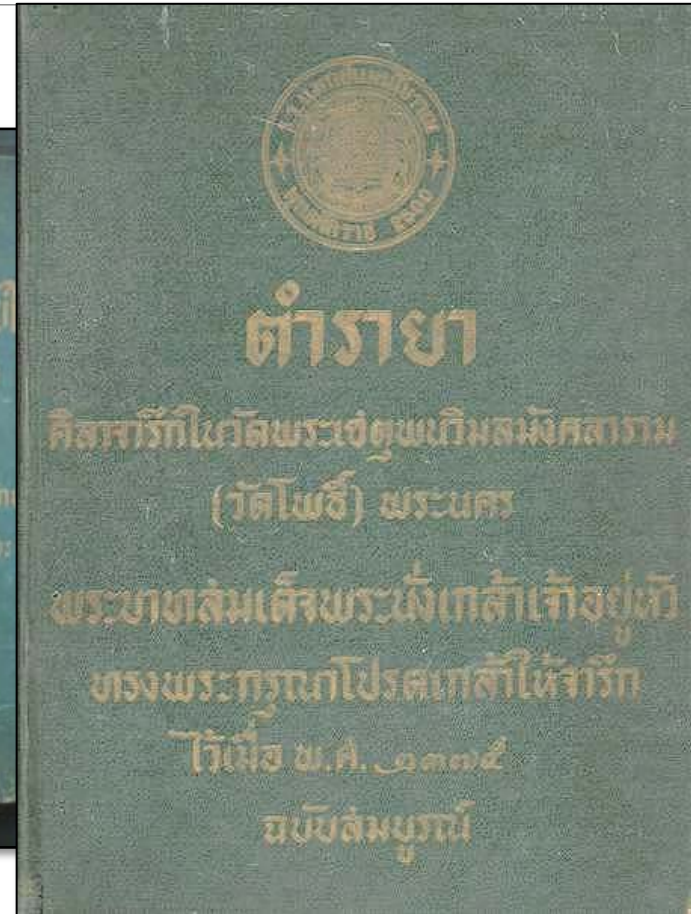 ตำรายา
ศิลาจารึกในวัดพระเชตุพนวิมลมังคลาราม
(วัดโพธิ์) พระนคร
พระบาทสมเด็จพระนั่งเกล้าเจ้าอยู่หัว
ทรงพระกรุณาโปรดเกล้าให้จารึก
ไว้เมื่อ พ.ศ. ๒๓๗๕
ฉบับสมบูรณ์